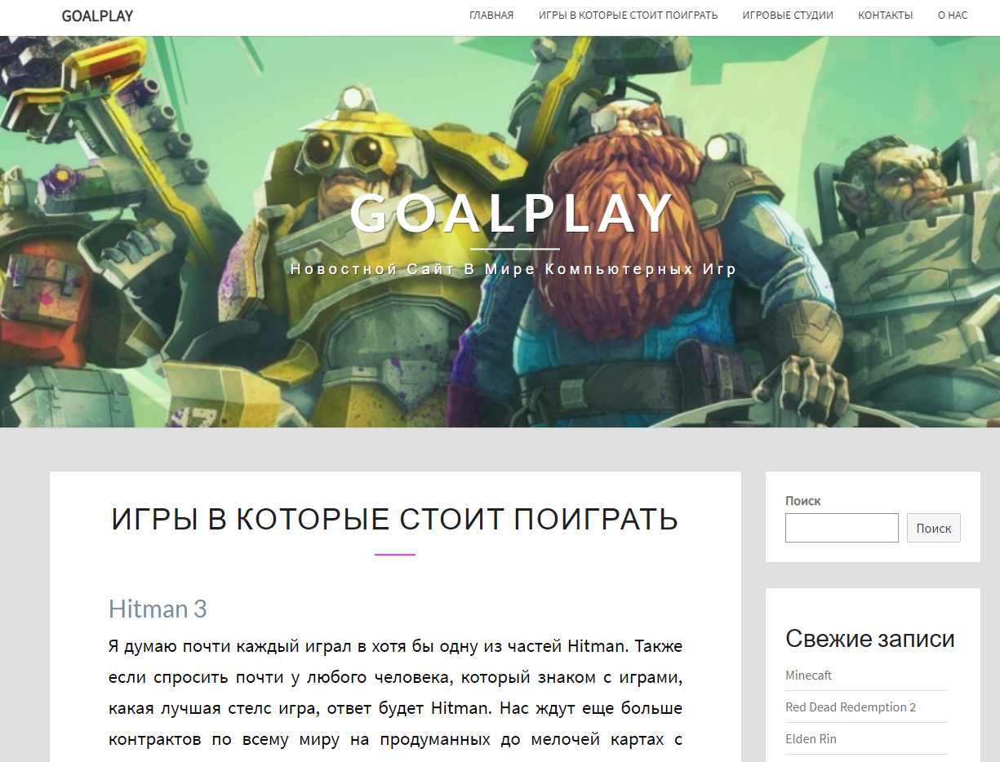 GOALPLAY
ГЛАВНАЯ ИГРЫ В КОТОРЫЕ СТОИТ ПОИГРАТЬ ИГРОВЫЕ СТУДИИ КОНТАКТЫ О НАС
GOALPLAY
Новостной Сайт В Мире Компьютерных Игр
ИГРЫ В КОТОРЫЕ СТОИТ ПОИГРАТЬ
Hitman 3
Я думаю почти каждый играл в хотя бы одну из частей Hitman. Также
если спросить почти у любого человека, который знаком с играми,
какая лучшая стелс игра, ответ будет Hitman. Нас ждут еще больше
контрактов по всему миру на продуманных до мелочей картах с
Поиск
Поиск
Свежие записи
Minecaft
Red Dead Redemption 2
Elden Rin